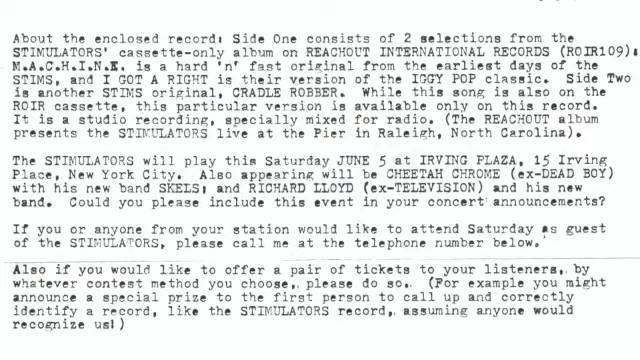 About the enclosed record: Side One consists of 2 selections from the
STIMULATORS' cassette-only album on REACHOUT INTERNATIONAL RECORDS (ROIR109):
M.A.C.H.I.N.E. is a hard 'n' fast original from the earliest days of the
STIMS, and I GOT A RIGHT is their version of the IGGY POP classic. Side Two
is another STIMS original, CRADLE ROBBER. While this song is also on the
ROIR cassette, this particular version is available only on this record.
It is a studio recording, specially mixed for radio. (The REACHOUT album
presents the STIMULATORS live at the Pier in Raleigh, North Carolina).
The STIMULATORS will play this Saturday JUNE 5 at IRVING PLAZA, 15 Irving
Place, New York City. Also appearing will be CHEETAH CHROME (ex-DEAD BOY)
with his new band SKELS; and RICHARD LLOYD (ex-TELEVISION) and his new
band. Could you please include this event in your concert announcements?
If you or anyone from your station would like to attend Saturday as guest
of the STIMULATORS, please call me at the telephone number below.
Also if you would like to offer a pair of tickets to your listeners, by
whatever contest method you choose, please do so. (For example you might
announce a special prize to the first person to call up and correctly
identify a record, like the STIMULATORS record, assuming anyone would
recognize us!)